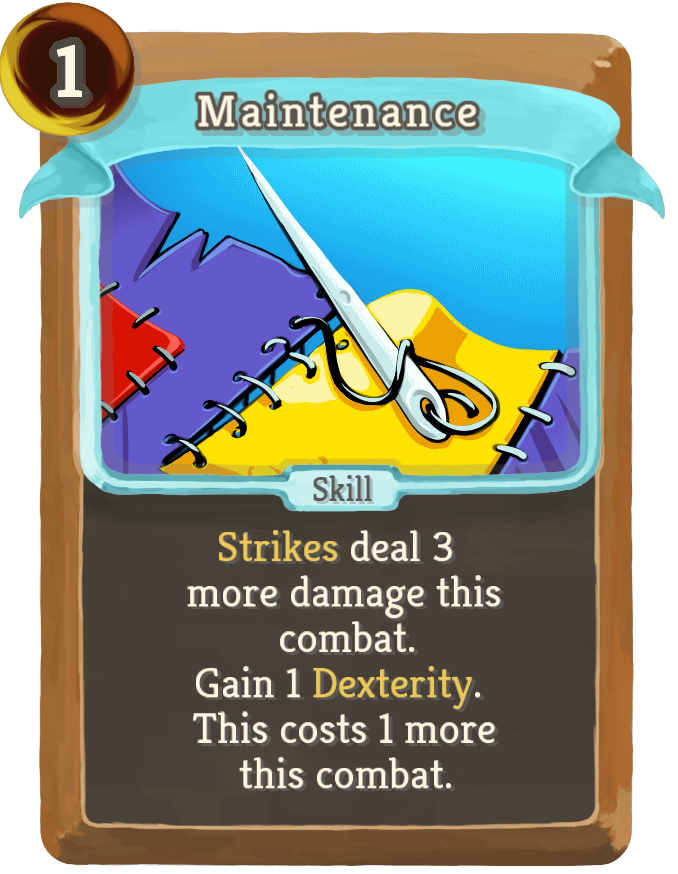 1
Maintenance
Skill
Strikes deal 3
more damage this
combat.
Gain 1 Dexterity.
This costs 1 more
this combat.